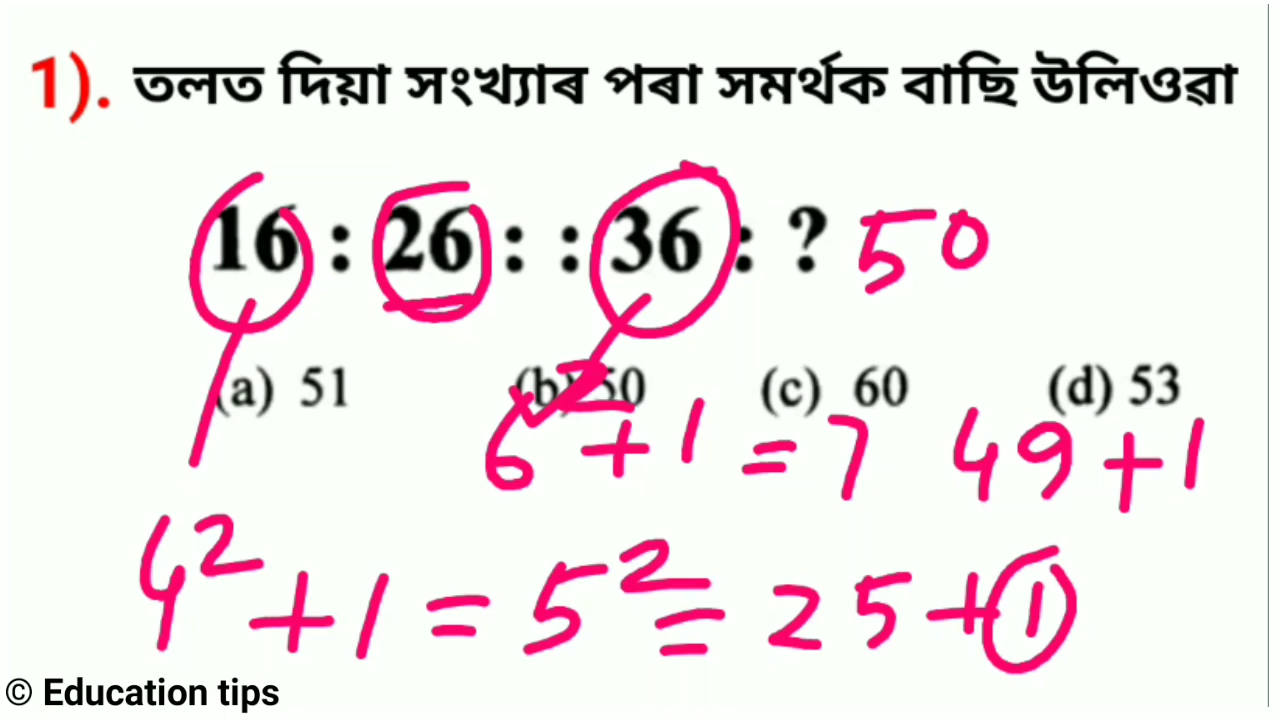 1). তলত দিয়া সংখ্যাৰ পৰা সমৰ্থক বাছি উলিওৱা
16 : 26 : : 36 : ? 50
(a) 51 (b) 50 (c) 60 (d) 53
6² + 1 = 7 49 + 1
4² + 1 = 5² = 25 + 1
© Education tips